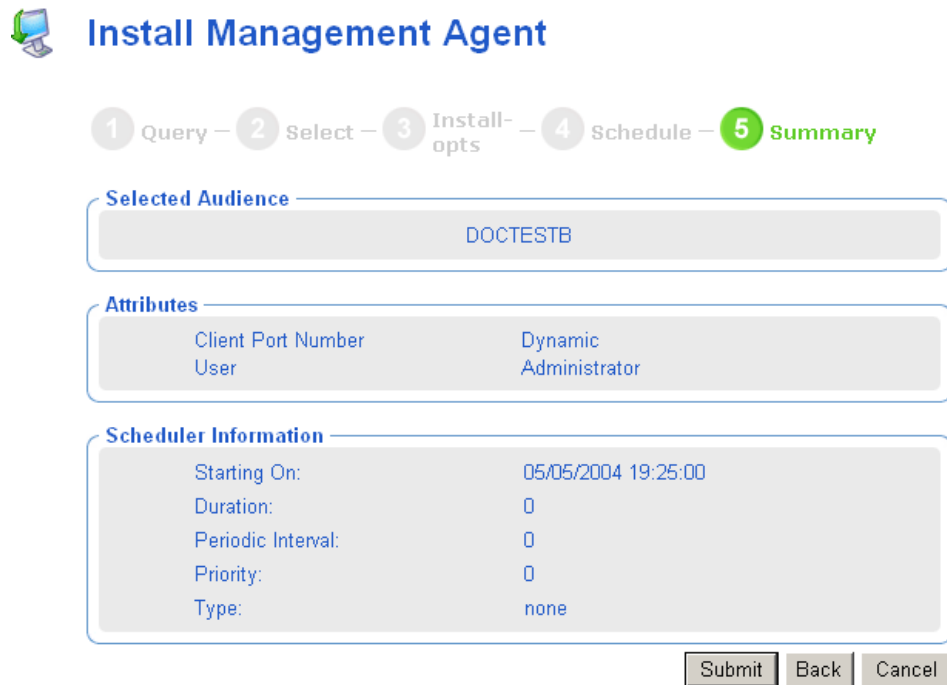 Install Management Agent
1 Query – 2 Select – 3 Install-opts – 4 Schedule – 5 Summary
Selected Audience
DOCTESTB
Attributes
Client Port Number Dynamic
User Administrator
Scheduler Information
Starting On: 05/05/2004 19:25:00
Duration: 0
Periodic Interval: 0
Priority: 0
Type: none
Submit Back Cancel